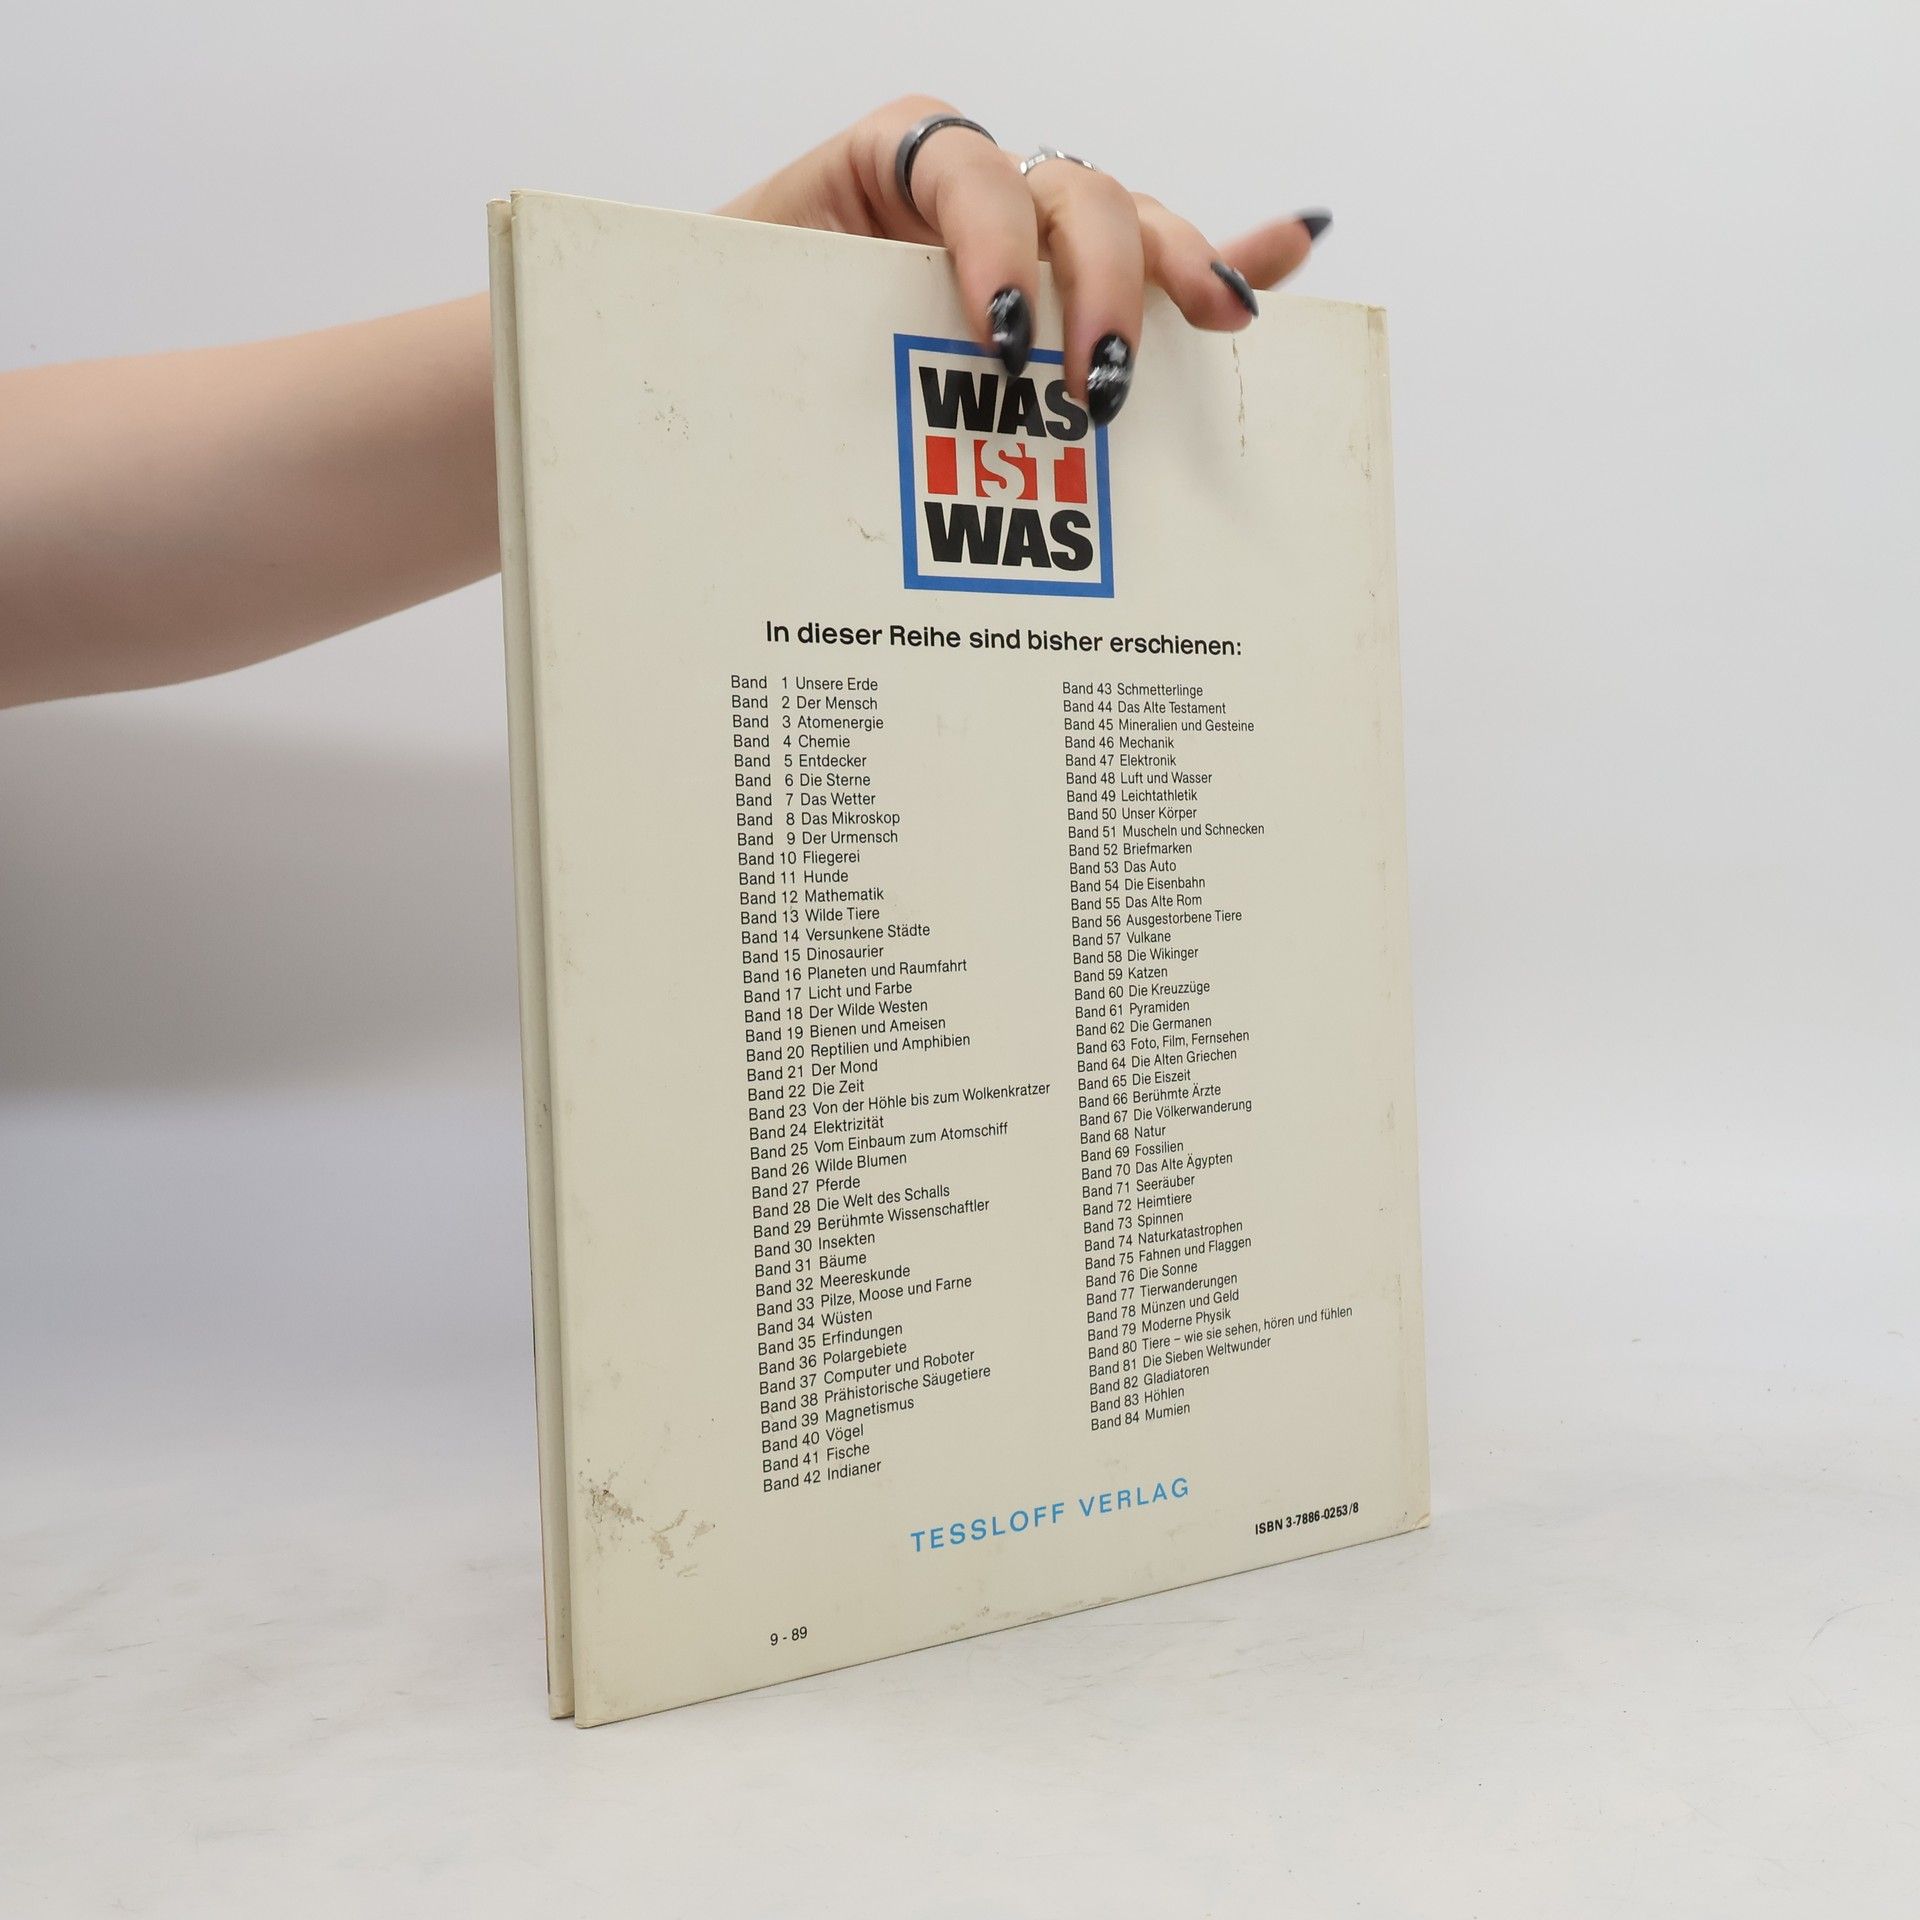 WAS
IST
WAS
In dieser Reihe sind bisher erschienen:
Band 1 Unsere Erde
Band 2 Der Mensch
Band 3 Atomenergie
Band 4 Chemie
Band 5 Entdecker
Band 6 Die Sterne
Band 7 Das Wetter
Band 8 Das Mikroskop
Band 9 Der Urmensch
Band 10 Fliegerei
Band 11 Hunde
Band 12 Mathematik
Band 13 Wilde Tiere
Band 14 Versunkene Städte
Band 15 Dinosaurier
Band 16 Planeten und Raumfahrt
Band 17 Licht und Farbe
Band 18 Der Wilde Westen
Band 19 Bienen und Ameisen
Band 20 Reptilien und Amphibien
Band 21 Der Mond
Band 22 Die Zeit
Band 23 Von der Höhle bis zum Wolkenkratzer
Band 24 Elektrizität
Band 25 Vom Einbaum zum Atomschiff
Band 26 Wilde Blumen
Band 27 Pferde
Band 28 Die Welt des Schalls
Band 29 Berühmte Wissenschaftler
Band 30 Insekten
Band 31 Bäume
Band 32 Meereskunde
Band 33 Pilze, Moose und Farne
Band 34 Wüsten
Band 35 Erfindungen
Band 36 Polargebiete
Band 37 Computer und Roboter
Band 38 Prähistorische Säugetiere
Band 39 Magnetismus
Band 40 Vögel
Band 41 Fische
Band 42 Indianer
Band 43 Schmetterlinge
Band 44 Das Alte Testament
Band 45 Mineralien und Gesteine
Band 46 Mechanik
Band 47 Elektronik
Band 48 Luft und Wasser
Band 49 Leichtathletik
Band 50 Unser Körper
Band 51 Muscheln und Schnecken
Band 52 Briefmarken
Band 53 Das Auto
Band 54 Die Eisenbahn
Band 55 Das Alte Rom
Band 56 Ausgestorbene Tiere
Band 57 Vulkane
Band 58 Die Wikinger
Band 59 Katzen
Band 60 Die Kreuzzüge
Band 61 Pyramiden
Band 62 Die Germanen
Band 63 Foto, Film, Fernsehen
Band 64 Die Alten Griechen
Band 65 Die Eiszeit
Band 66 Berühmte Ärzte
Band 67 Die Völkerwanderung
Band 68 Natur
Band 69 Fossilien
Band 70 Das Alte Ägypten
Band 71 Seeräuber
Band 72 Heimtiere
Band 73 Spinnen
Band 74 Naturkatastrophen
Band 75 Fahnen und Flaggen
Band 76 Die Sonne
Band 77 Tierwanderungen
Band 78 Münzen und Geld
Band 79 Moderne Physik
Band 80 Tiere – wie sie sehen, hören und fühlen
Band 81 Die Sieben Weltwunder
Band 82 Gladiatoren
Band 83 Höhlen
Band 84 Mumien
TESSLOFF VERLAG
ISBN 3-7886-0253/8
9 - 89